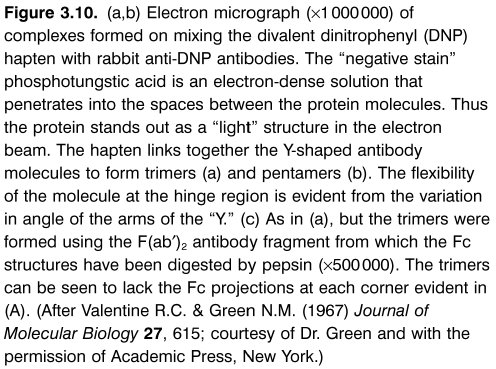 Figure 3.10. (a,b) Electron micrograph (×1 000 000) of
complexes formed on mixing the divalent dinitrophenyl (DNP)
hapten with rabbit anti-DNP antibodies. The “negative stain”
phosphotungstic acid is an electron-dense solution that
penetrates into the spaces between the protein molecules. Thus
the protein stands out as a “light” structure in the electron
beam. The hapten links together the Y-shaped antibody
molecules to form trimers (a) and pentamers (b). The flexibility
of the molecule at the hinge region is evident from the variation
in angle of the arms of the “Y.” (c) As in (a), but the trimers were
formed using the F(ab′)₂ antibody fragment from which the Fc
structures have been digested by pepsin (×500 000). The trimers
can be seen to lack the Fc projections at each corner evident in
(A). (After Valentine R.C. & Green N.M. (1967) Journal of
Molecular Biology 27, 615; courtesy of Dr. Green and with the
permission of Academic Press, New York.)